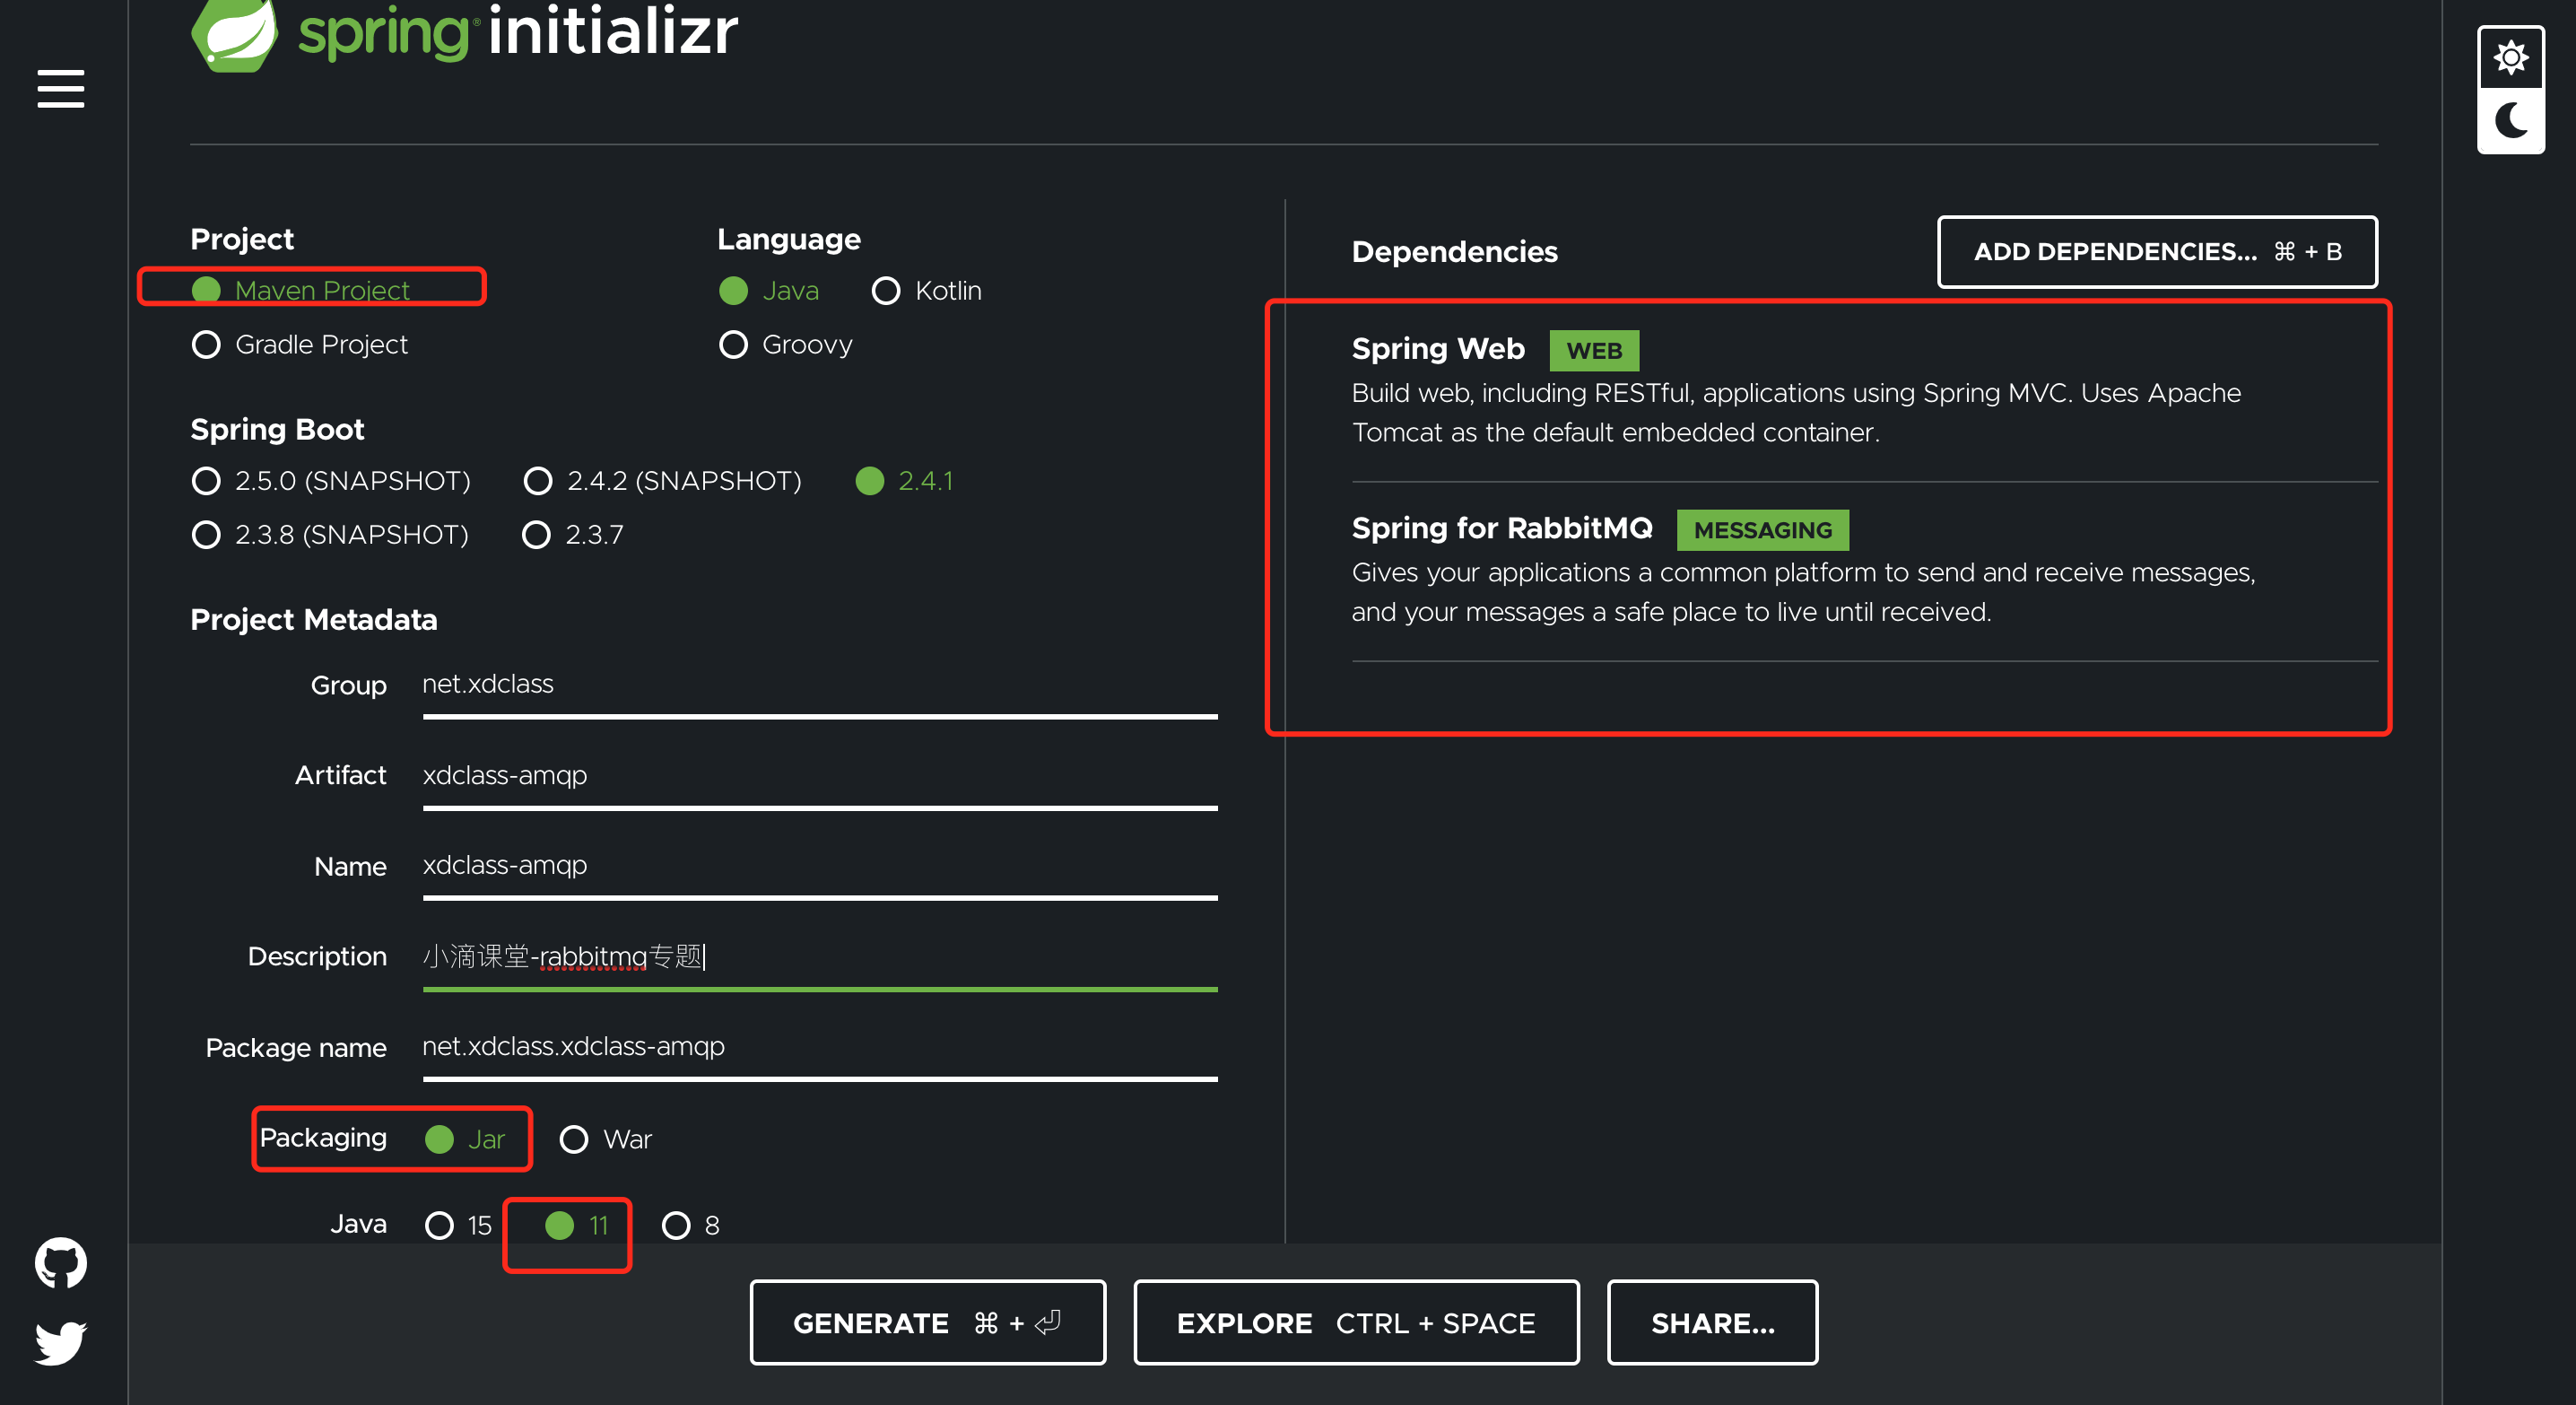 spring initializr
Project
Maven Project
Gradle Project
Language
Java Kotlin
Groovy
Spring Boot
2.5.0 (SNAPSHOT) 2.4.2 (SNAPSHOT) 2.4.1
2.3.8 (SNAPSHOT) 2.3.7
Project Metadata
Group net.xdclass
Artifact xdclass-amqp
Name xdclass-amqp
Description 小滴课堂-rabbitmq专题
Package name net.xdclass.xdclass-amqp
Packaging Jar War
Java 15 11 8
Dependencies
ADD DEPENDENCIES... ⌘ + B
Spring Web WEB
Build web, including RESTful, applications using Spring MVC. Uses Apache
Tomcat as the default embedded container.
Spring for RabbitMQ MESSAGING
Gives your applications a common platform to send and receive messages,
and your messages a safe place to live until received.
GENERATE ⌘ + ⏎
EXPLORE CTRL + SPACE
SHARE...